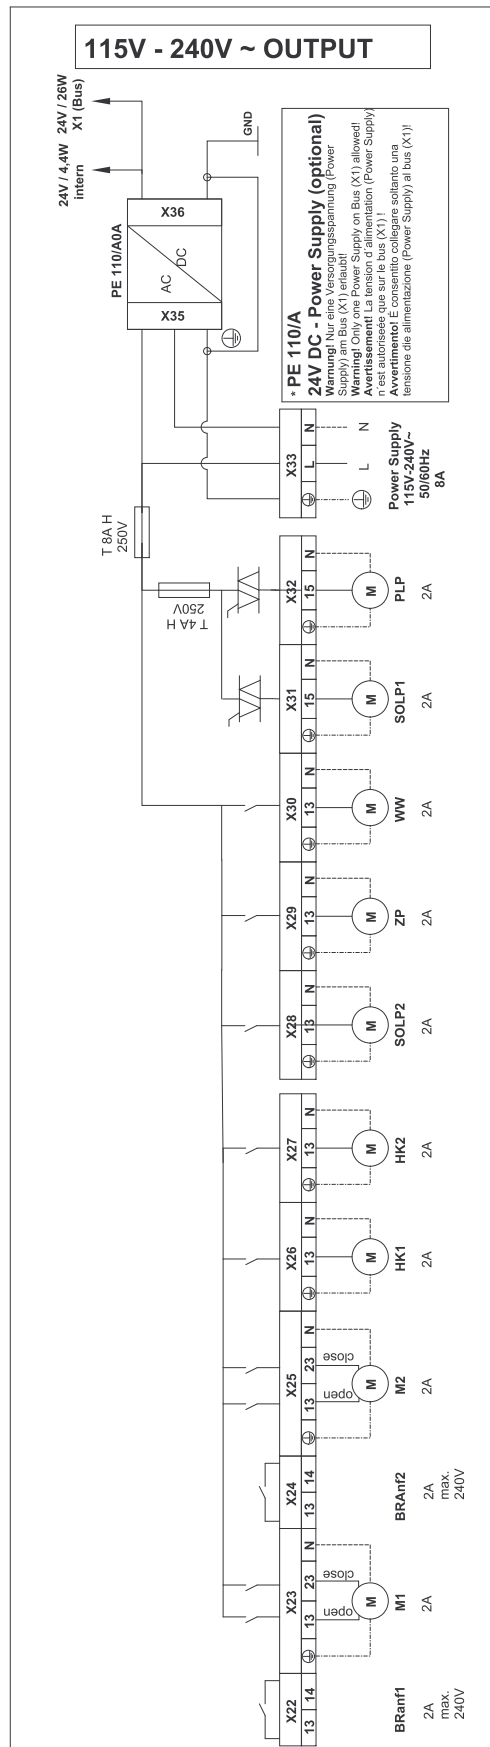 115V - 240V ~ OUTPUT
24V / 26W
X1 (Bus)
24V / 4,4W
intern
GND
PE 110/A0A
X36
AC
DC
X35
* PE 110/A
24V DC - Power Supply (optional)
Warnung! Nur eine Versorgungsspannung (Power
Supply) am Bus (X1) erlaubt!
Warning! Only one Power Supply on Bus (X1) allowed!
Avertissement! La tension d'alimentation (Power Supply)
n'est autoriseée que sur le bus (X1) !
Avvertimento! È consentito collegare soltanto una
tensione die alimentazione (Power Supply) al bus (X1)!
T 8A H
250V
T 4A H
250V
X33
L N
L N
Power Supply
115V-240V~
50/60Hz
8A
X32
15 N
M
PLP
2A
X31
15 N
M
SOLP1
2A
X30
13 N
M
WW
2A
X29
13 N
M
ZP
2A
X28
13 N
M
SOLP2
2A
X27
13 N
M
HK2
2A
X26
13 N
M
HK1
2A
X25
13 23 N
open close
M
M2
2A
X24
13 14
BRAnf2
2A
max.
240V
X23
13 23 N
open close
M
M1
2A
X22
13 14
BRanf1
2A
max.
240V